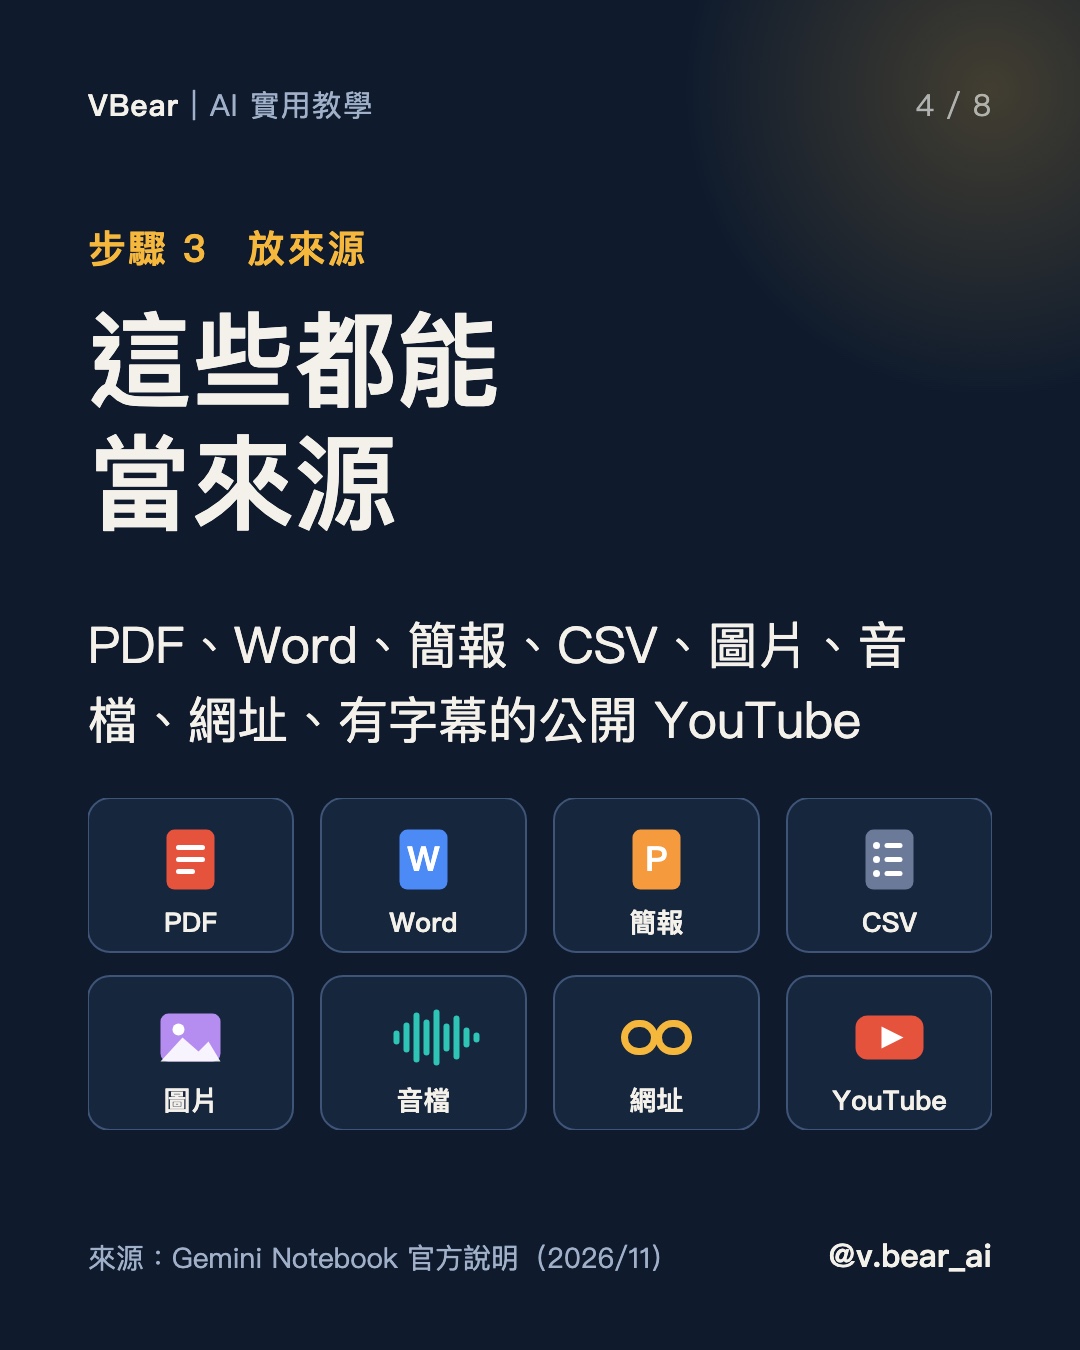 VBear | AI 實用教學
4 / 8
步驟 3 放來源
這些都能
當來源
PDF、Word、簡報、CSV、圖片、音
檔、網址、有字幕的公開 YouTube
PDF
W
Word
P
簡報
CSV
圖片
音檔
網址
YouTube
來源：Gemini Notebook 官方說明（2026/11）
@v.bear_ai